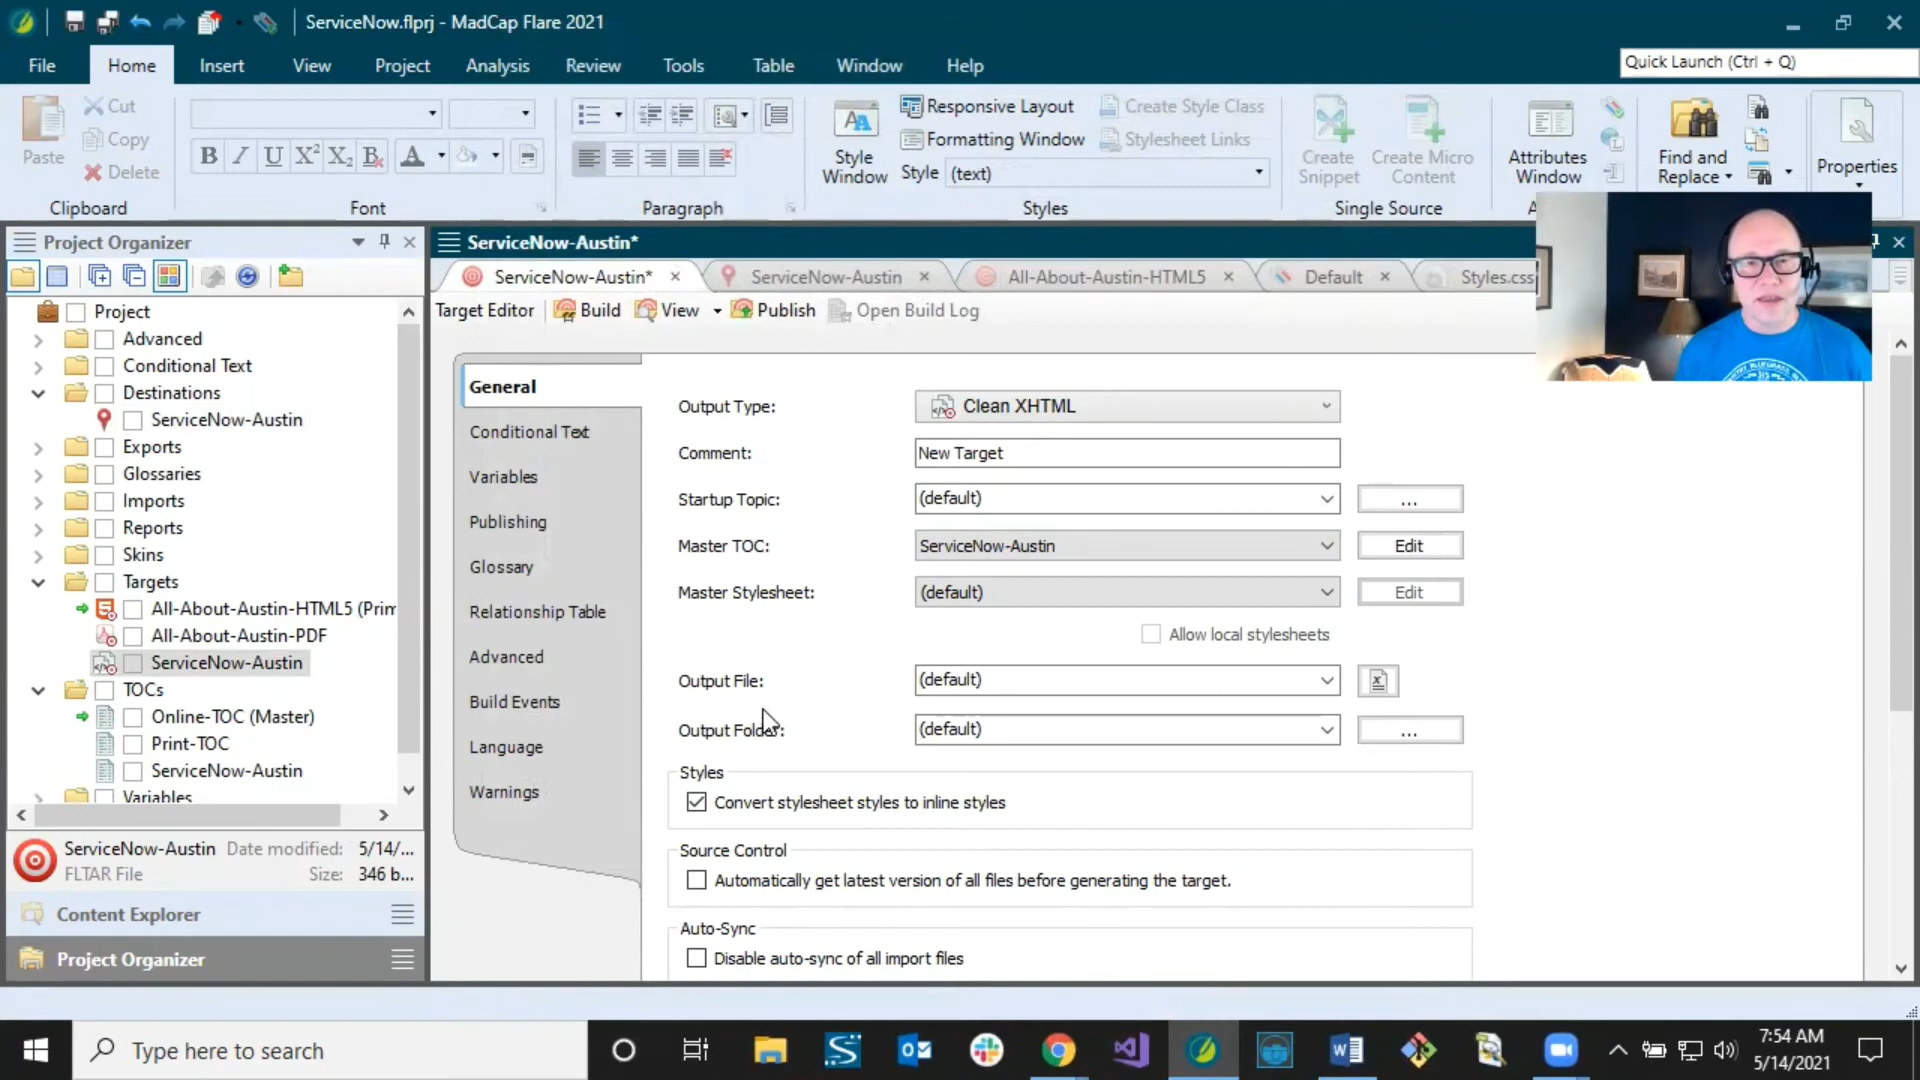 ServiceNow.flprj - MadCap Flare 2021
File Home Insert View Project Analysis Review Tools Table Window Help
Quick Launch (Ctrl + Q)
Paste
Cut
Copy
Delete
Clipboard
B I U X² X₂ B
A
Font
Paragraph
Style Window
Responsive Layout
Formatting Window
Style (text)
Create Style Class
Stylesheet Links
Styles
Create Snippet
Create Micro Content
Single Source
Attributes Window
Find and Replace
Properties
Project Organizer
ServiceNow-Austin*
ServiceNow-Austin*
ServiceNow-Austin
All-About-Austin-HTML5
Default
Styles.css
Target Editor
Build
View
Publish
Open Build Log
Project
Advanced
Conditional Text
Destinations
ServiceNow-Austin
Exports
Glossaries
Imports
Reports
Skins
Targets
All-About-Austin-HTML5 (Prim
All-About-Austin-PDF
ServiceNow-Austin
TOCs
Online-TOC (Master)
Print-TOC
ServiceNow-Austin
Variables
ServiceNow-Austin Date modified: 5/14/...
FLTAR File Size: 346 b...
Content Explorer
Project Organizer
General
Conditional Text
Variables
Publishing
Glossary
Relationship Table
Advanced
Build Events
Language
Warnings
Output Type: Clean XHTML
Comment: New Target
Startup Topic: (default) ...
Master TOC: ServiceNow-Austin Edit
Master Stylesheet: (default) Edit
Allow local stylesheets
Output File: (default)
Output Folder: (default) ...
Styles
Convert stylesheet styles to inline styles
Source Control
Automatically get latest version of all files before generating the target.
Auto-Sync
Disable auto-sync of all import files
Type here to search
7:54 AM
5/14/2021